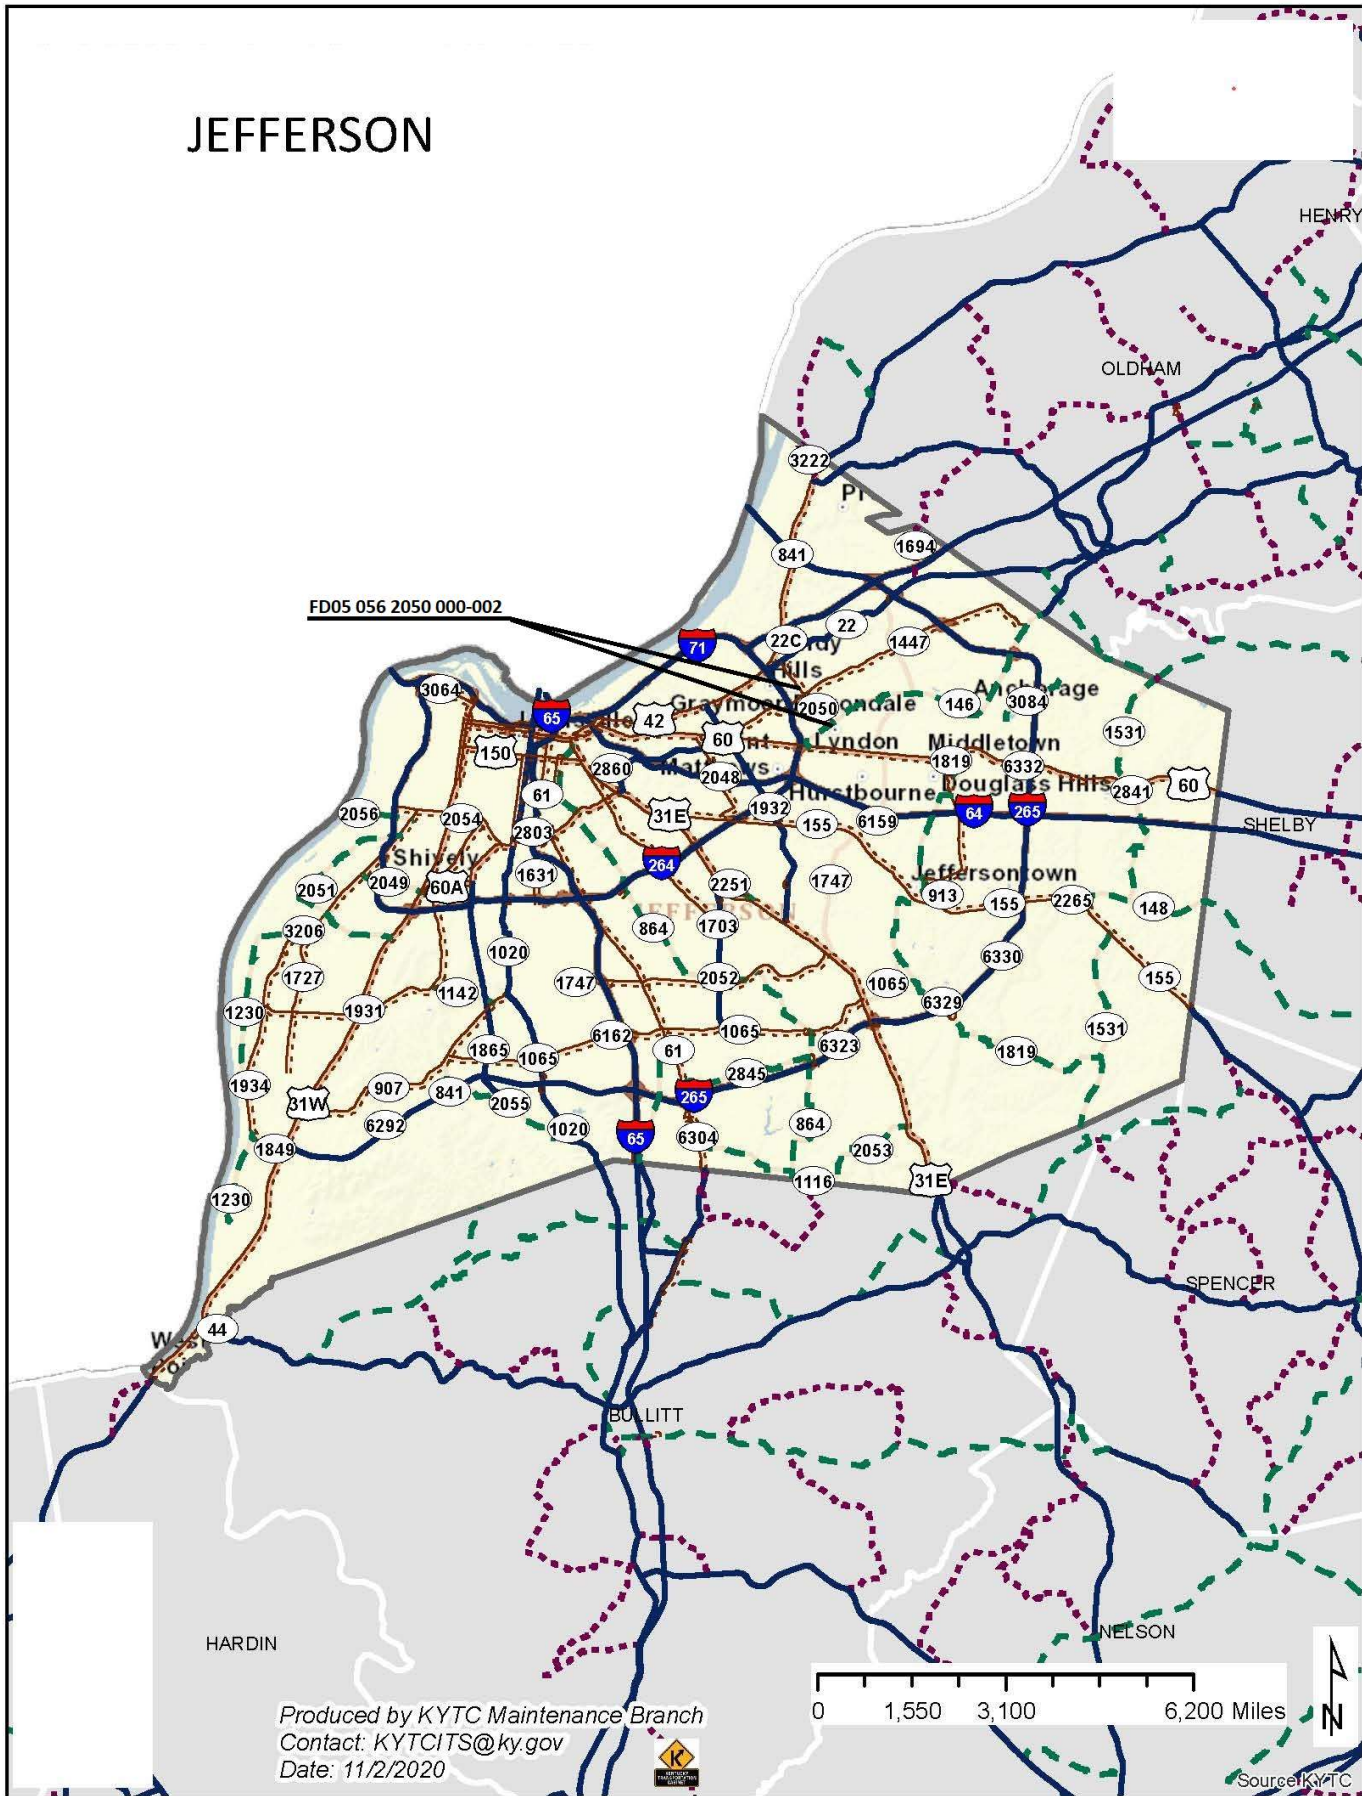 JEFFERSON
HENRY
OLDHAM
3222
841
1694
FD05 056 2050 000-002
71
22C
22
1447
Hills
3064
65
42
2050
146
3084
150
60
Lyndon
Middletown
1531
2860
2048
1819
6332
61
Hurstbourne
Douglass Hills
2841
60
2056
2054
2803
31E
1932
155
6159
64
265
SHELBY
Shively
264
2051
2049
60A
1631
2251
1747
Jeffersontown
913
155
2265
148
JEFFERSON
3206
864
1703
1020
6330
1727
1142
1747
2052
1065
155
1230
1931
6329
6162
1065
1531
1865
1065
61
6323
1819
1934
907
841
2845
31W
2055
265
6292
1020
65
6304
864
1849
2053
1116
31E
1230
SPENCER
44
BULLITT
HARDIN
NELSON
0 1,550 3,100 6,200 Miles
N
Produced by KYTC Maintenance Branch
Contact: KYTCITS@ky.gov
Date: 11/2/2020
Source: KYTC